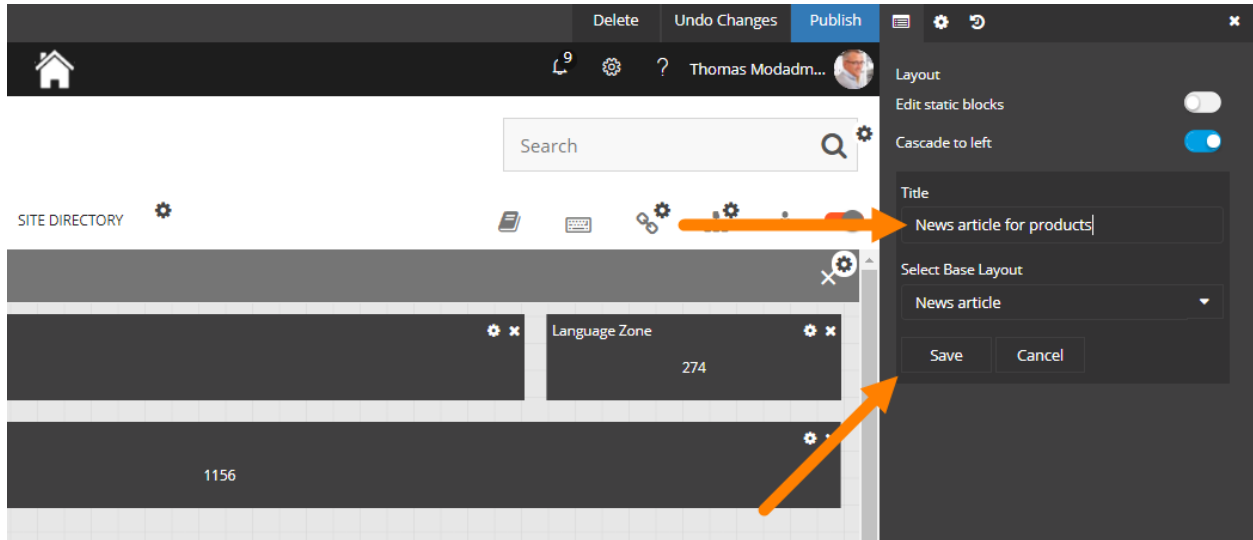 Delete Undo Changes Publish
9
? Thomas Modadm...
Layout
Edit static blocks
Cascade to left
Search
Title
News article for products
SITE DIRECTORY
Select Base Layout
News article
Language Zone
274
Save Cancel
1156